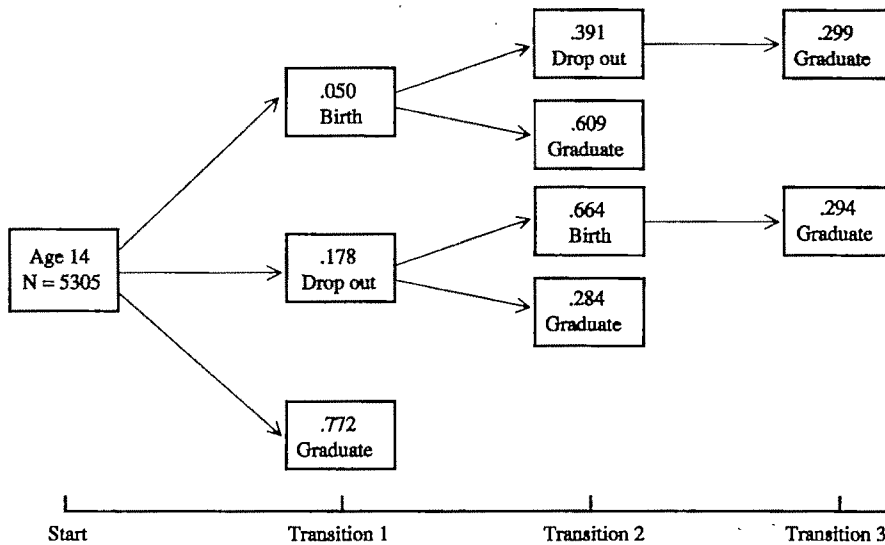 .391
Drop out
.299
Graduate
.050
Birth
.609
Graduate
.664
Birth
.294
Graduate
Age 14
N = 5305
.178
Drop out
.284
Graduate
.772
Graduate
Start
Transition 1
Transition 2
Transition 3